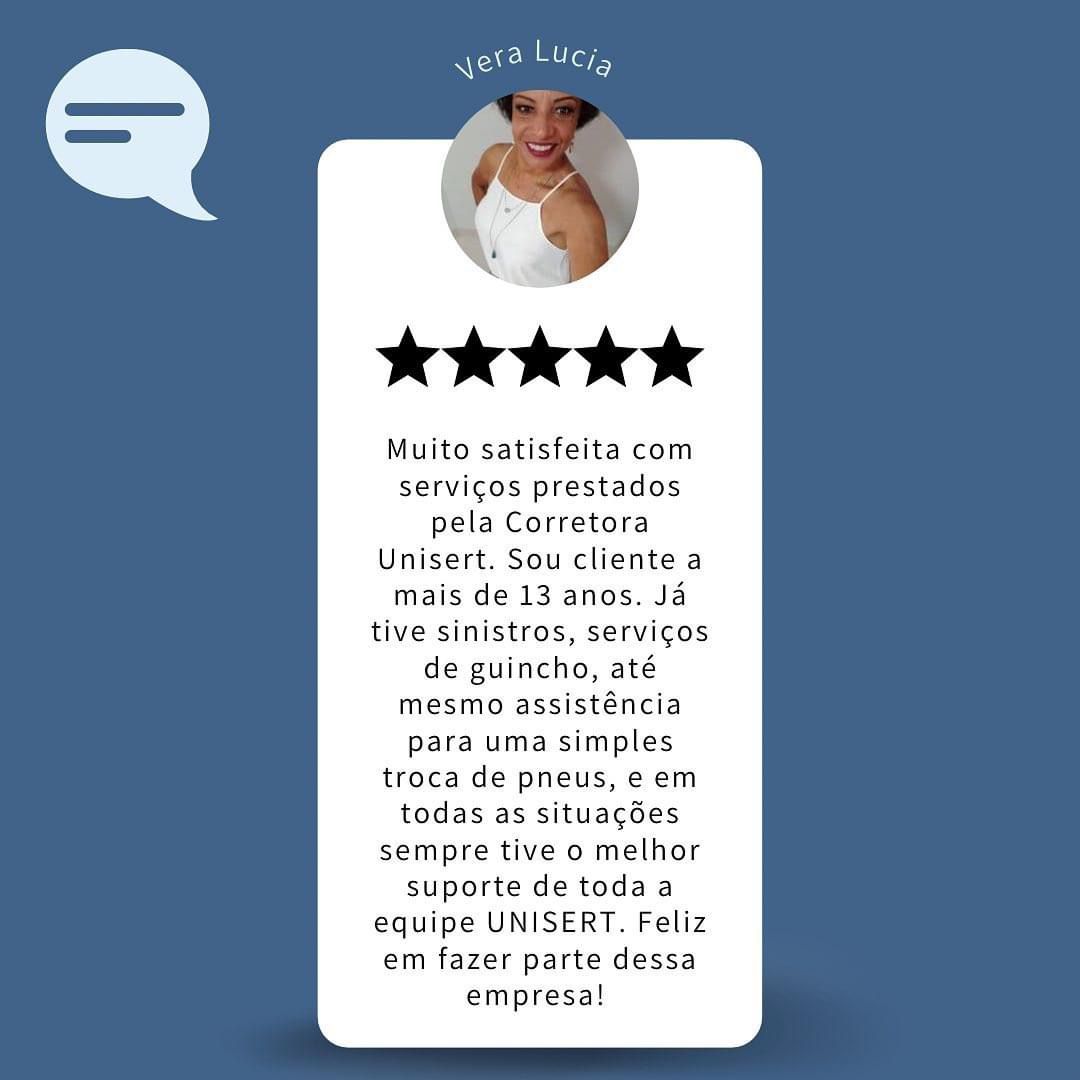 Vera Lucia
Muito satisfeita com
serviços prestados
pela Corretora
Unisert. Sou cliente a
mais de 13 anos. Já
tive sinistros, serviços
de guincho, até
mesmo assistência
para uma simples
troca de pneus, e em
todas as situações
sempre tive o melhor
suporte de toda a
equipe UNISERT. Feliz
em fazer parte dessa
empresa!